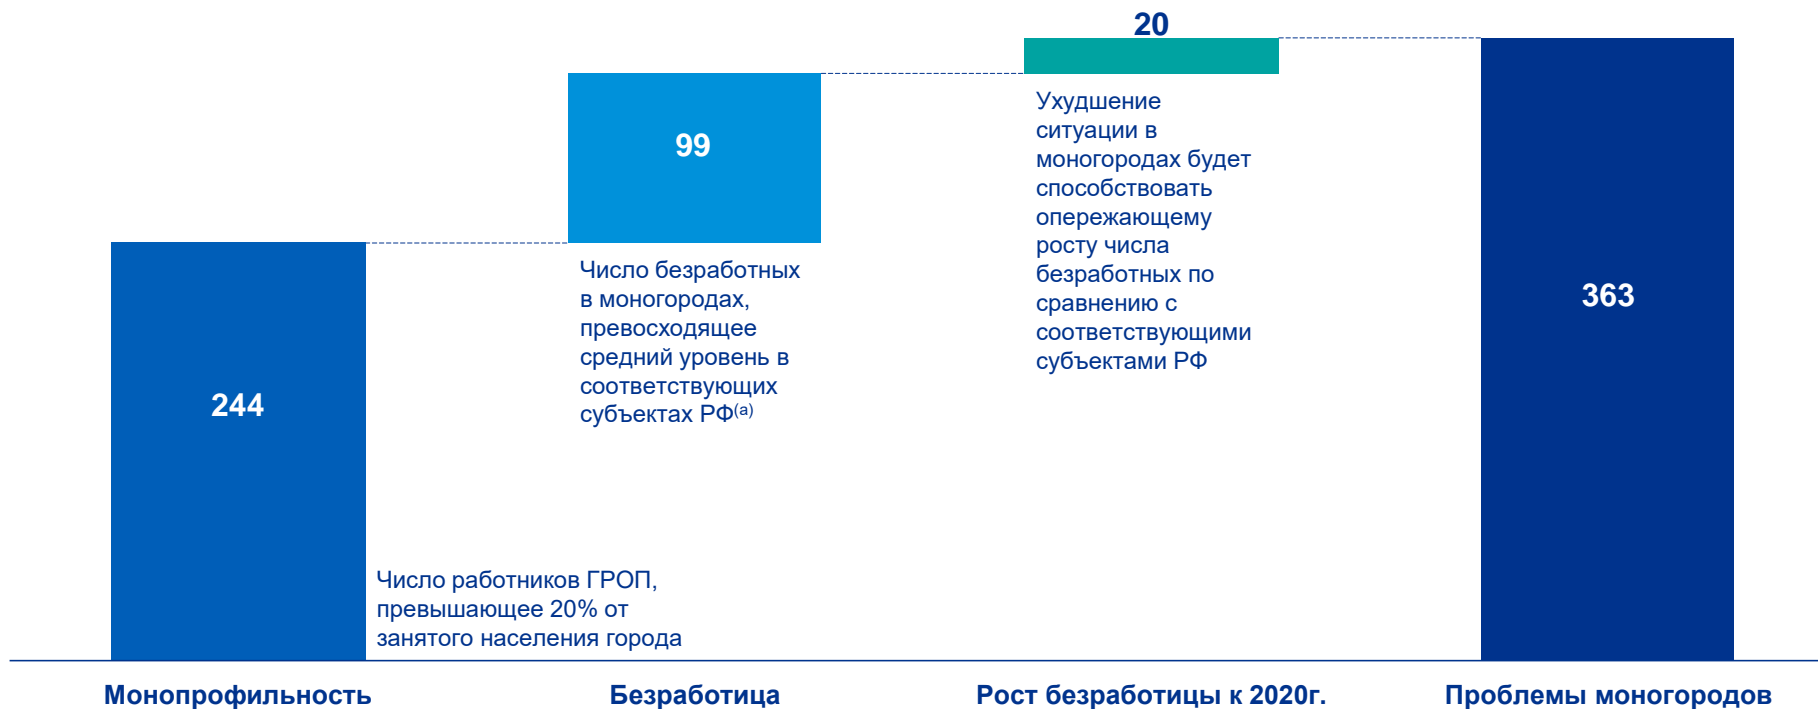 20
99
244
363
Число работников ГРОП,
превышающее 20% от
занятого населения города
Число безработных
в моногородах,
превосходящее
средний уровень в
соответствующих
субъектах РФ(a)
Ухудшение
ситуации в
моногородах будет
способствовать
опережающему
росту числа
безработных по
сравнению с
соответствующими
субъектами РФ
Монопрофильность
Безработица
Рост безработицы к 2020г.
Проблемы моногородов